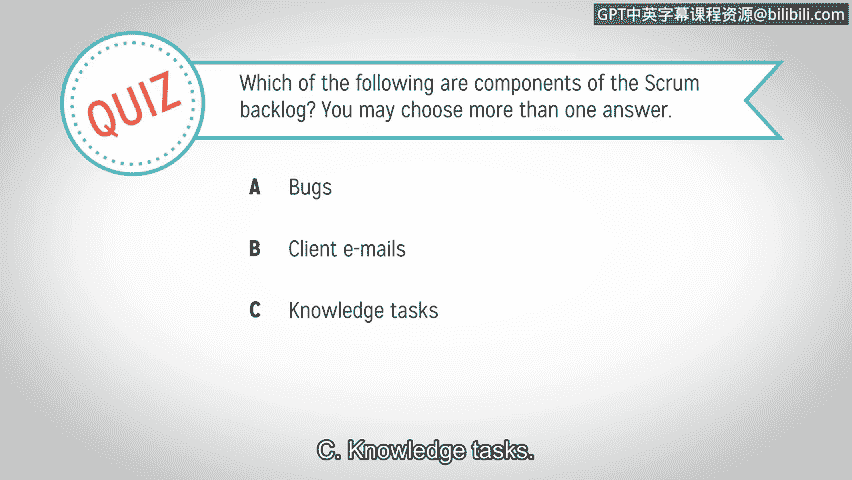 GPT中英字幕课程资源@bilibili.com
QUIZ
Which of the following are components of the Scrum
backlog? You may choose more than one answer.
A Bugs
B Client e-mails
C Knowledge tasks
C. Knowledge tasks.